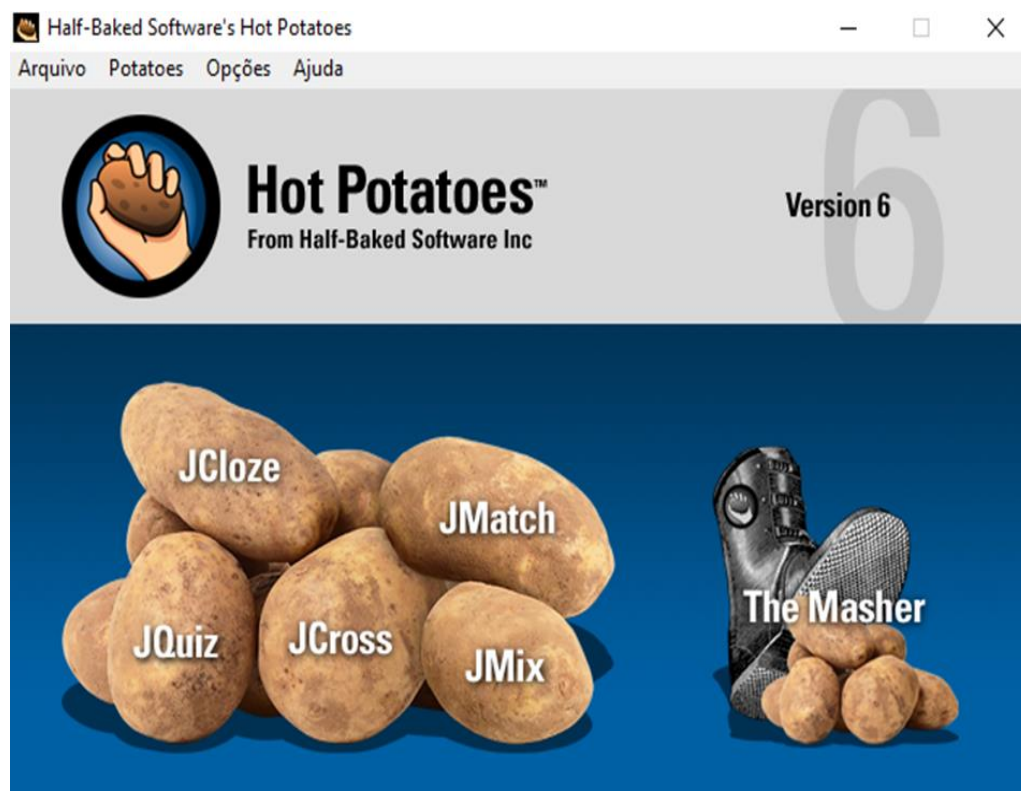 Half-Baked Software's Hot Potatoes
Arquivo Potatoes Opções Ajuda
Hot Potatoes™
From Half-Baked Software Inc
Version 6
6
JCloze
JMatch
The Masher
JQuiz
JCross
JMix